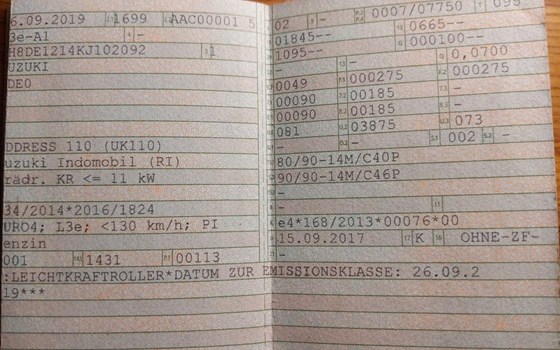 6.09.2019 1699 AAC00001 5
3e-A1 -
H8DE1214KJ102092 1
UZUKI
DE0
DDRESS 110 (UK110)
uzuki Indomobil (RI)
rädr. KR <= 11 kW
34/2014*2016/1824
URO4; L3e; <130 km/h; PI
enzin
001 1431 00113
02 - 0007/07750 095
01845-- 0665--
1095-- 000100--
- - 0,0700
0049 000275 000275
00090 00185 -
00090 00185 -
081 03875 073
- - 002 -
80/90-14M/C40P
90/90-14M/C46P
-
-
e4*168/2013*00076*00
15.09.2017 K OHNE-ZF-
:LEICHTKRAFTROLLER*DATUM ZUR EMISSIONSKLASSE: 26.09.2
19***